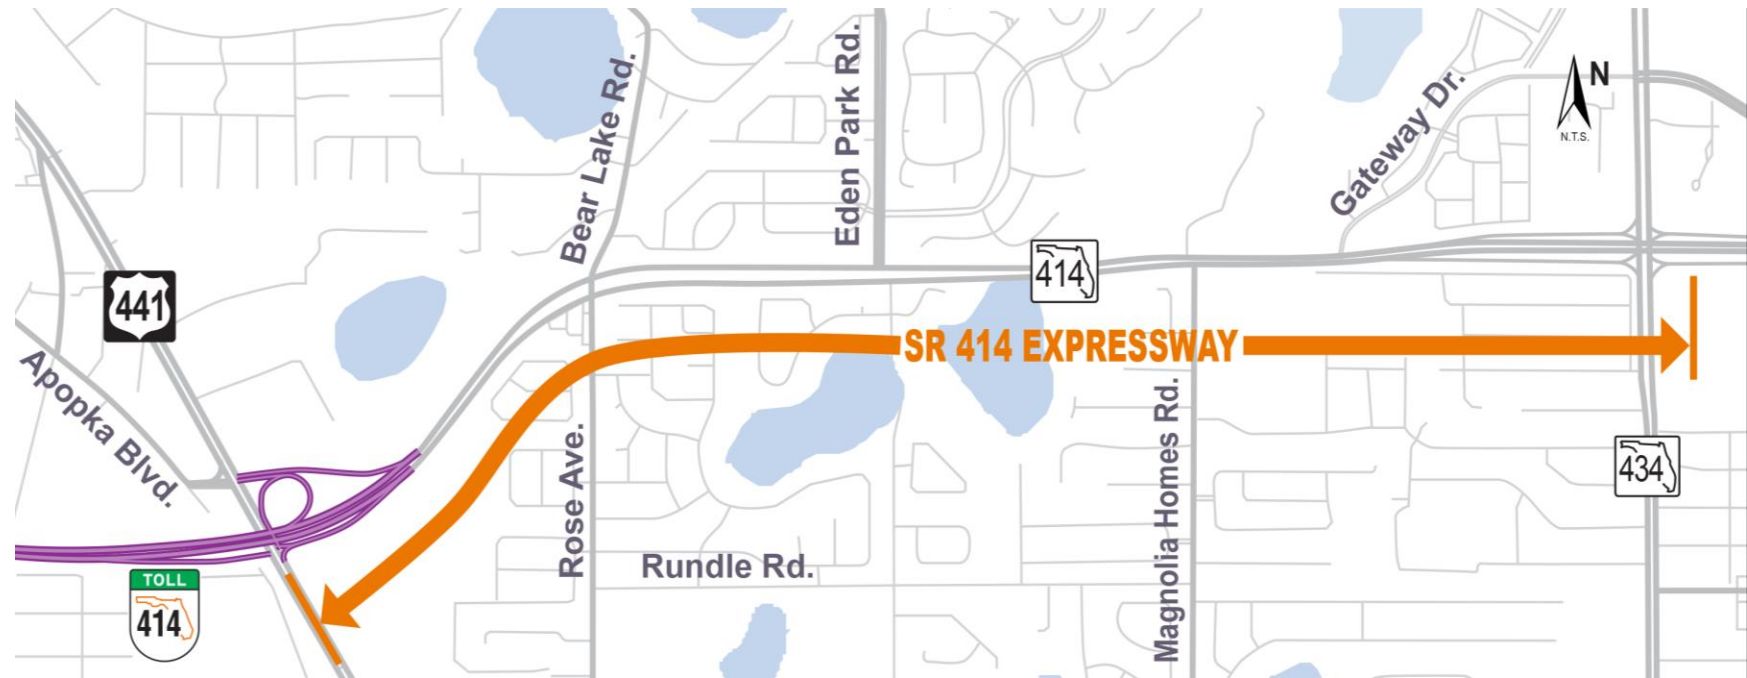 Bear Lake Rd.
Eden Park Rd.
Gateway Dr.
N
N.T.S.
414
441
SR 414 EXPRESSWAY
Apopka Blvd.
Rose Ave.
Magnolia Homes Rd.
434
Rundle Rd.
TOLL
414